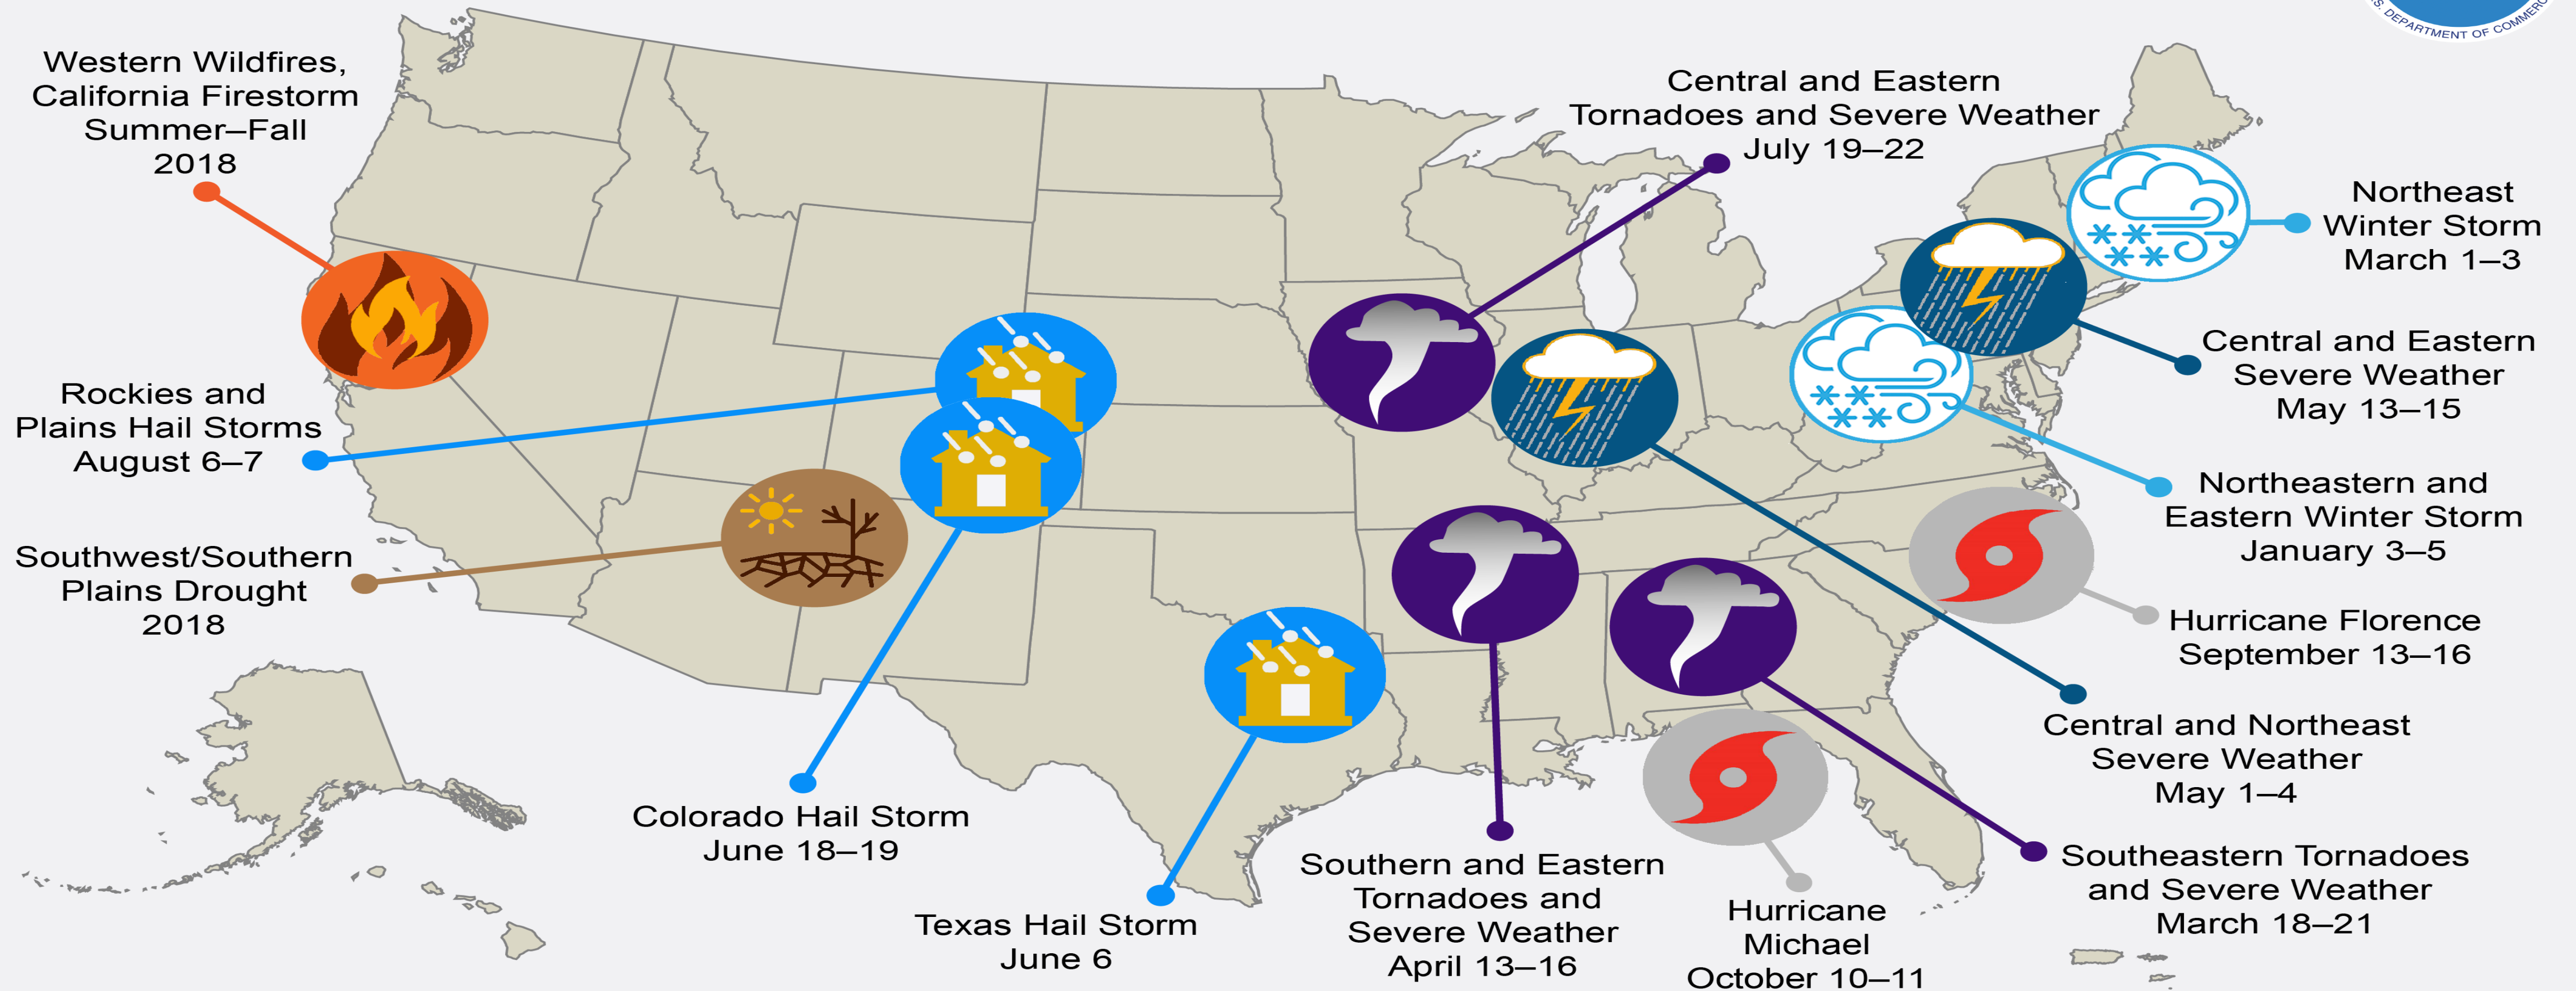 S. DEPARTMENT OF COMMERC
Western Wildfires,
California Firestorm
Summer–Fall
2018
Central and Eastern
Tornadoes and Severe Weather
July 19–22
Northeast
Winter Storm
March 1–3
Rockies and
Plains Hail Storms
August 6–7
Central and Eastern
Severe Weather
May 13–15
Northeastern and
Eastern Winter Storm
January 3–5
Southwest/Southern
Plains Drought
2018
Hurricane Florence
September 13–16
Central and Northeast
Severe Weather
May 1–4
Colorado Hail Storm
June 18–19
Southeastern Tornadoes
and Severe Weather
March 18–21
Southern and Eastern
Tornadoes and
Severe Weather
April 13–16
Texas Hail Storm
June 6
Hurricane
Michael
October 10–11